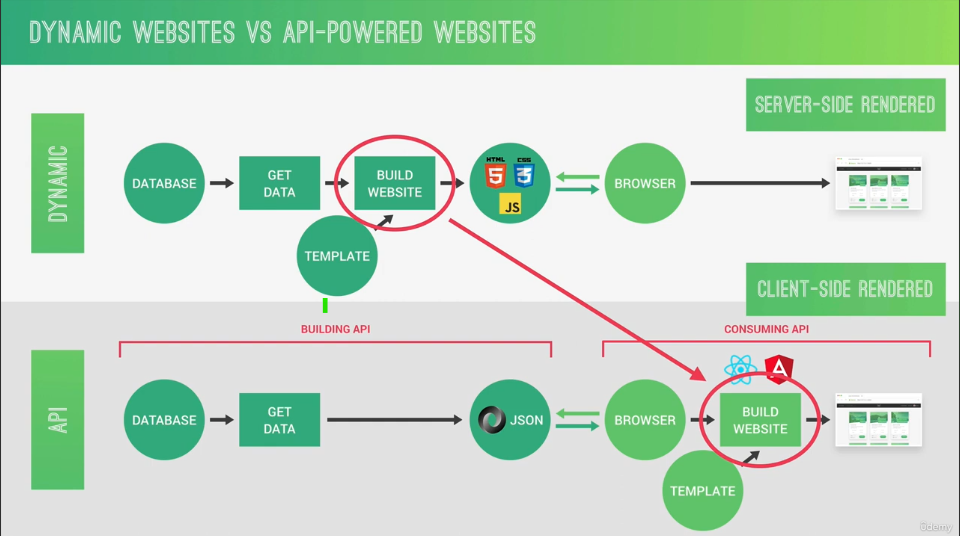 DYNAMIC WEBSITES VS API-POWERED WEBSITES
SERVER-SIDE RENDERED
DYNAMIC
DATABASE
GET
DATA
BUILD
WEBSITE
HTML
5
CSS
3
JS
BROWSER
TEMPLATE
CLIENT-SIDE RENDERED
BUILDING API
CONSUMING API
API
DATABASE
GET
DATA
JSON
BROWSER
A
BUILD
WEBSITE
TEMPLATE
Udemy